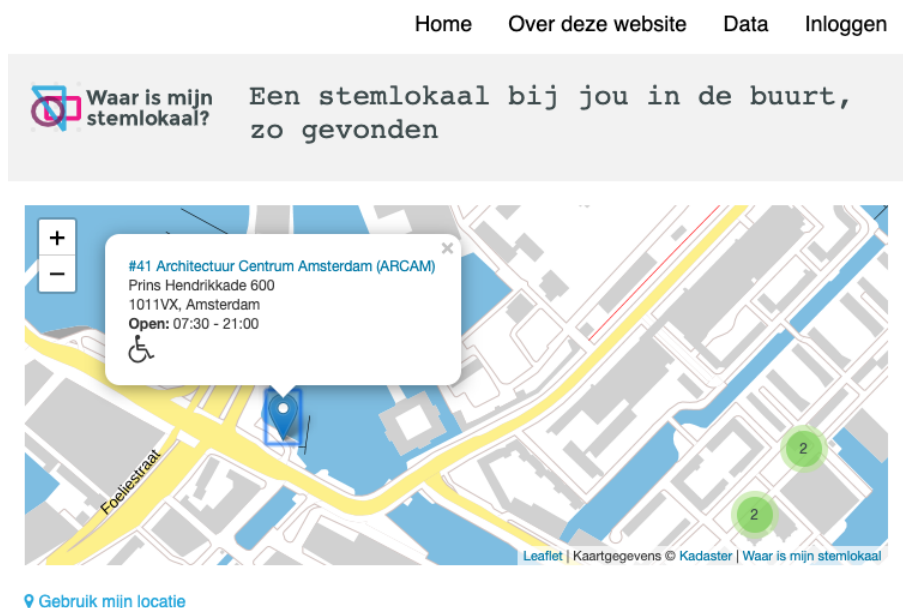 Home Over deze website Data Inloggen
Waar is mijn
stemlokaal?
Een stemlokaal bij jou in de buurt,
zo gevonden
+
−
×
#41 Architectuur Centrum Amsterdam (ARCAM)
Prins Hendrikkade 600
1011VX, Amsterdam
Open: 07:30 - 21:00
Foeliestraat
2
2
Leaflet | Kaartgegevens © Kadaster | Waar is mijn stemlokaal
Gebruik mijn locatie